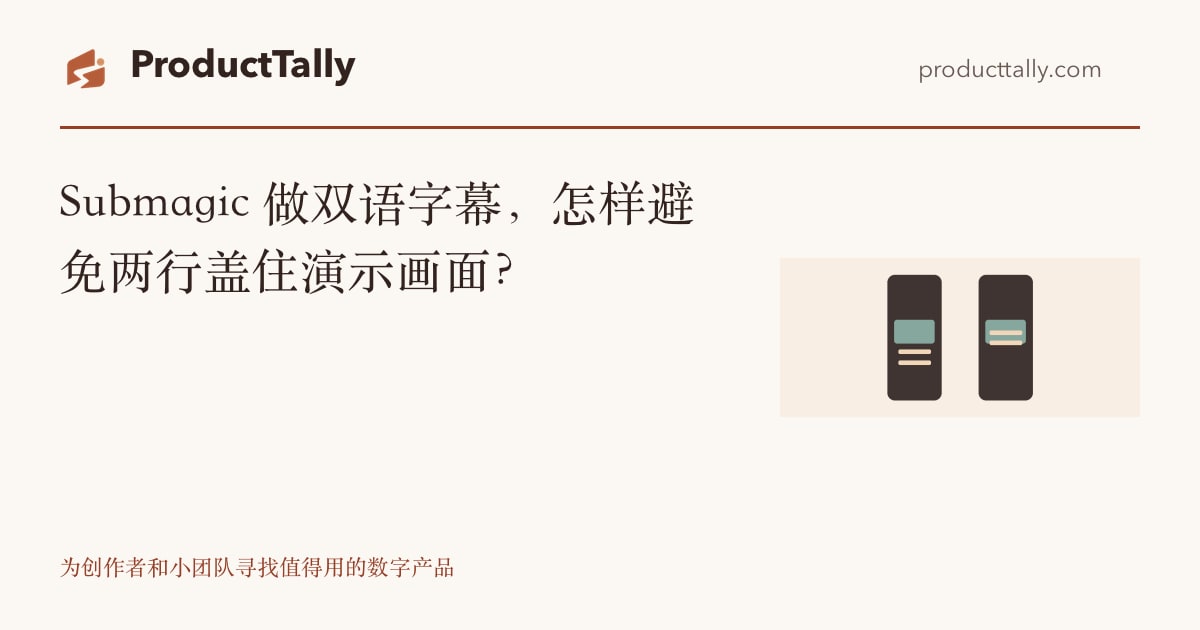 ProductTally
producttally.com
Submagic 做双语字幕，怎样避
免两行盖住演示画面？
为创作者和小团队寻找值得用的数字产品